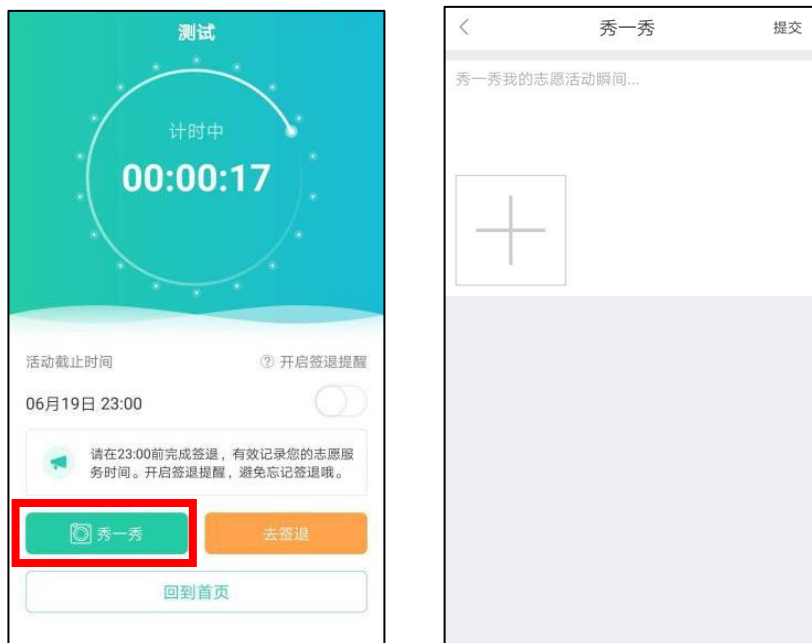 测试
计时中
00:00:17
活动截止时间
? 开启签退提醒
06月19日 23:00
请在23:00前完成签退，有效记录您的志愿服
务时间。开启签退提醒，避免忘记签退哦。
秀一秀
去签退
回到首页
秀一秀
提交
秀一秀我的志愿活动瞬间...